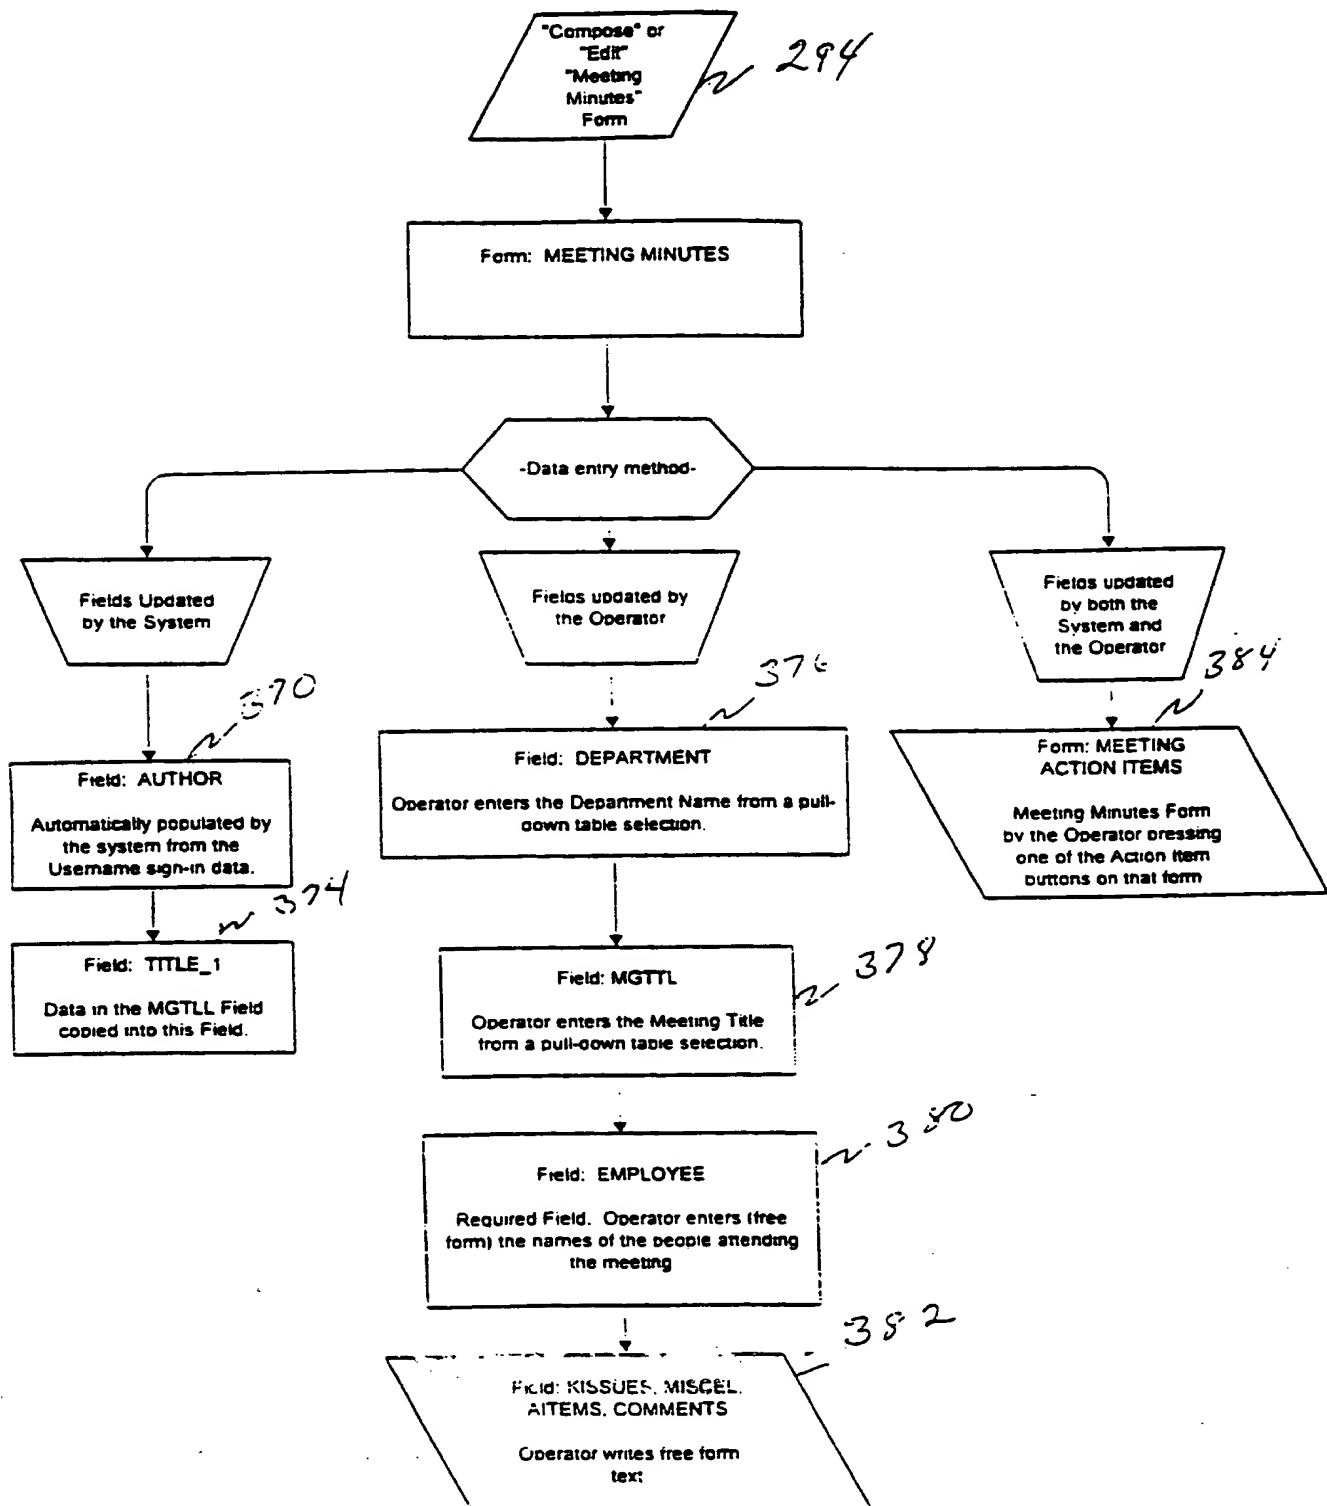 "Compose" or
"Edit"
"Meeting
Minutes"
Form
294
Form: MEETING MINUTES
-Data entry method-
Fields Updated
by the System
Fields updated by
the Operator
Fields updated
by both the
System and
the Operator
370
Field: AUTHOR
Automatically populated by
the system from the
Username sign-in data.
374
Field: TITLE_1
Data in the MGTLL Field
copied into this Field.
376
Field: DEPARTMENT
Operator enters the Department Name from a pull-
down table selection.
378
Field: MGTTL
Operator enters the Meeting Title
from a pull-down table selection.
380
Field: EMPLOYEE
Required Field. Operator enters (free
form) the names of the people attending
the meeting
382
Field: KISSUES, MISCEL,
AITEMS, COMMENTS
Operator writes free form
text
384
Form: MEETING
ACTION ITEMS
Meeting Minutes Form
by the Operator pressing
one of the Action Item
buttons on that form